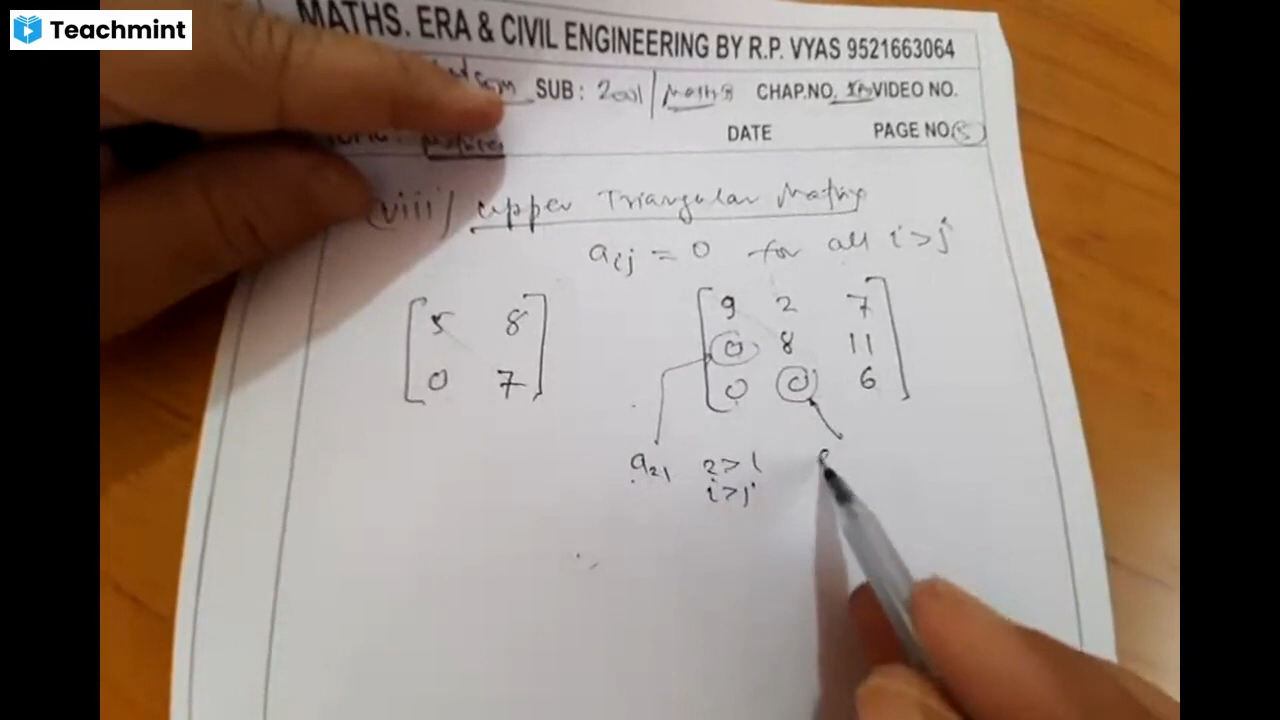 Teachmint
MATHS. ERA & CIVIL ENGINEERING BY R.P. VYAS 9521663064
SUB : 2001 / Maths CHAP.NO. VIDEO NO.
DATE PAGE NO. 5
(viii) Upper Triangular Matrix
aij = 0 for all i > j
5 8 9 2 7
0 8 11
0 7 0 0 6
a21 2 > 1
i > j